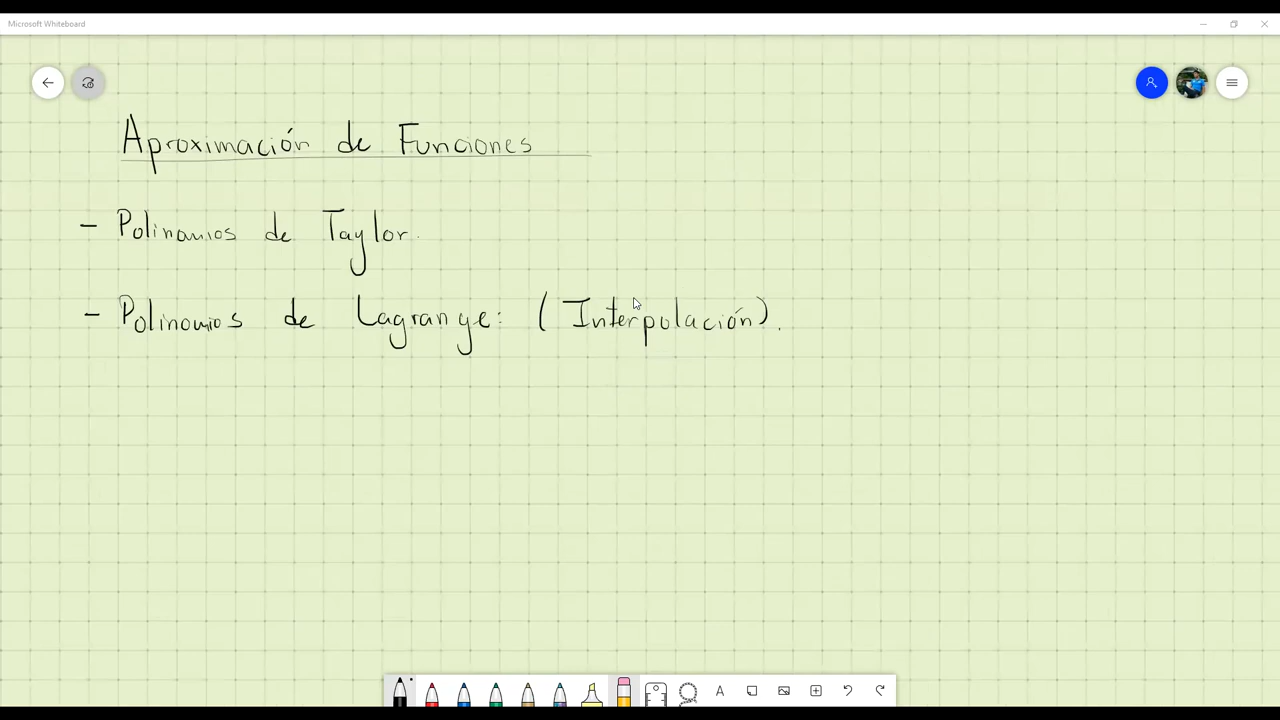 Microsoft Whiteboard
Aproximación de Funciones
- Polinomios de Taylor.
- Polinomios de Lagrange: (Interpolación).
A